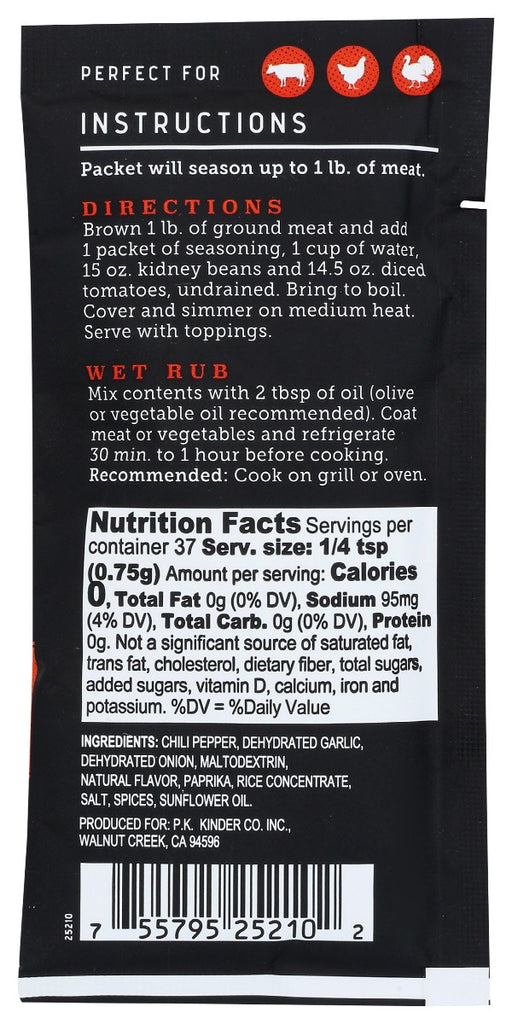 PERFECT FOR
INSTRUCTIONS
Packet will season up to 1 lb. of meat.
DIRECTIONS
Brown 1 lb. of ground meat and add
1 packet of seasoning, 1 cup of water,
15 oz. kidney beans and 14.5 oz. diced
tomatoes, undrained. Bring to boil.
Cover and simmer on medium heat.
Serve with toppings.
WET RUB
Mix contents with 2 tbsp of oil (olive
or vegetable oil recommended). Coat
meat or vegetables and refrigerate
30 min. to 1 hour before cooking.
Recommended: Cook on grill or oven.
Nutrition Facts Servings per
container 37 Serv. size: 1/4 tsp
(0.75g) Amount per serving: Calories
0, Total Fat 0g (0% DV), Sodium 95mg
(4% DV), Total Carb. 0g (0% DV), Protein
0g. Not a significant source of saturated fat,
trans fat, cholesterol, dietary fiber, total sugars,
added sugars, vitamin D, calcium, iron and
potassium. %DV = %Daily Value
INGREDIENTS: CHILI PEPPER, DEHYDRATED GARLIC,
DEHYDRATED ONION, MALTODEXTRIN,
NATURAL FLAVOR, PAPRIKA, RICE CONCENTRATE,
SALT, SPICES, SUNFLOWER OIL.
PRODUCED FOR: P.K. KINDER CO. INC.,
WALNUT CREEK, CA 94596
25210
7 55795 25210 2